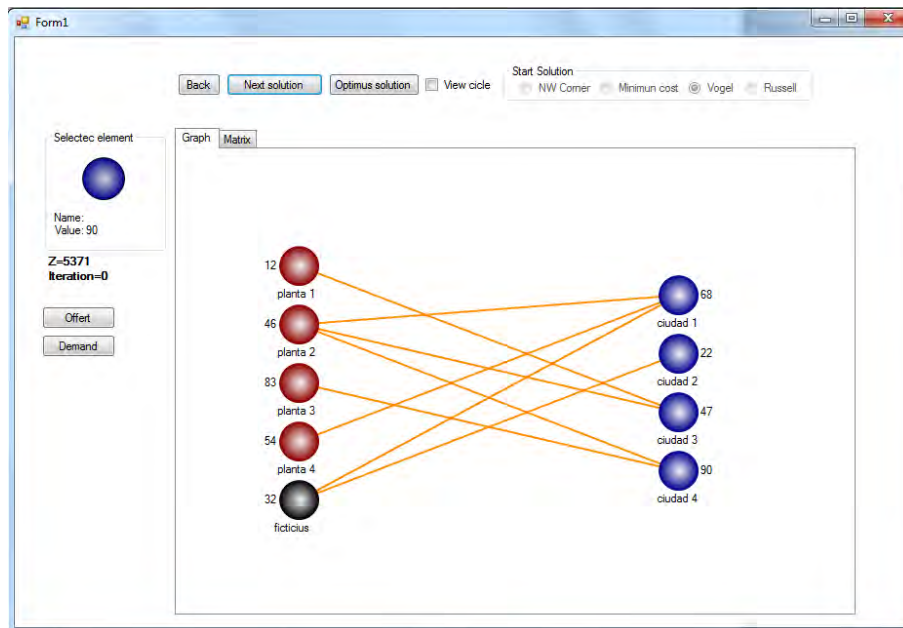 Form1
Back Next solution Optimus solution View cicle
Start Solution
NW Corner Minimun cost Vogel Russell
Selectec element
Name:
Value: 90
Z=5371
Iteration=0
Offert
Demand
Graph Matrix
12
planta 1
46
planta 2
83
planta 3
54
planta 4
32
ficticius
68
ciudad 1
22
ciudad 2
47
ciudad 3
90
ciudad 4